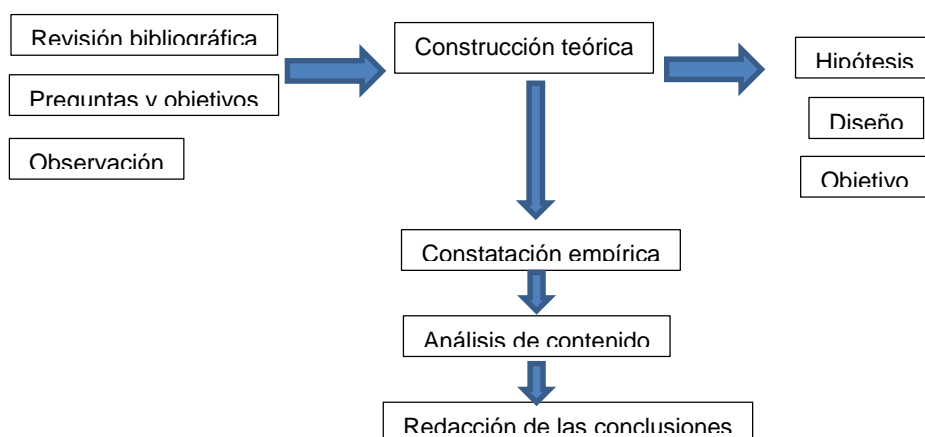 Revisión bibliográfica
Preguntas y objetivos
Observación
Construcción teórica
Hipótesis
Diseño
Objetivo
Constatación empírica
Análisis de contenido
Redacción de las conclusiones